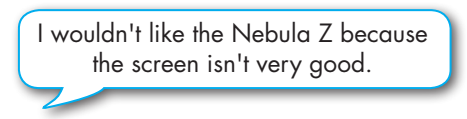 I wouldn't like the Nebula Z because
the screen isn't very good.